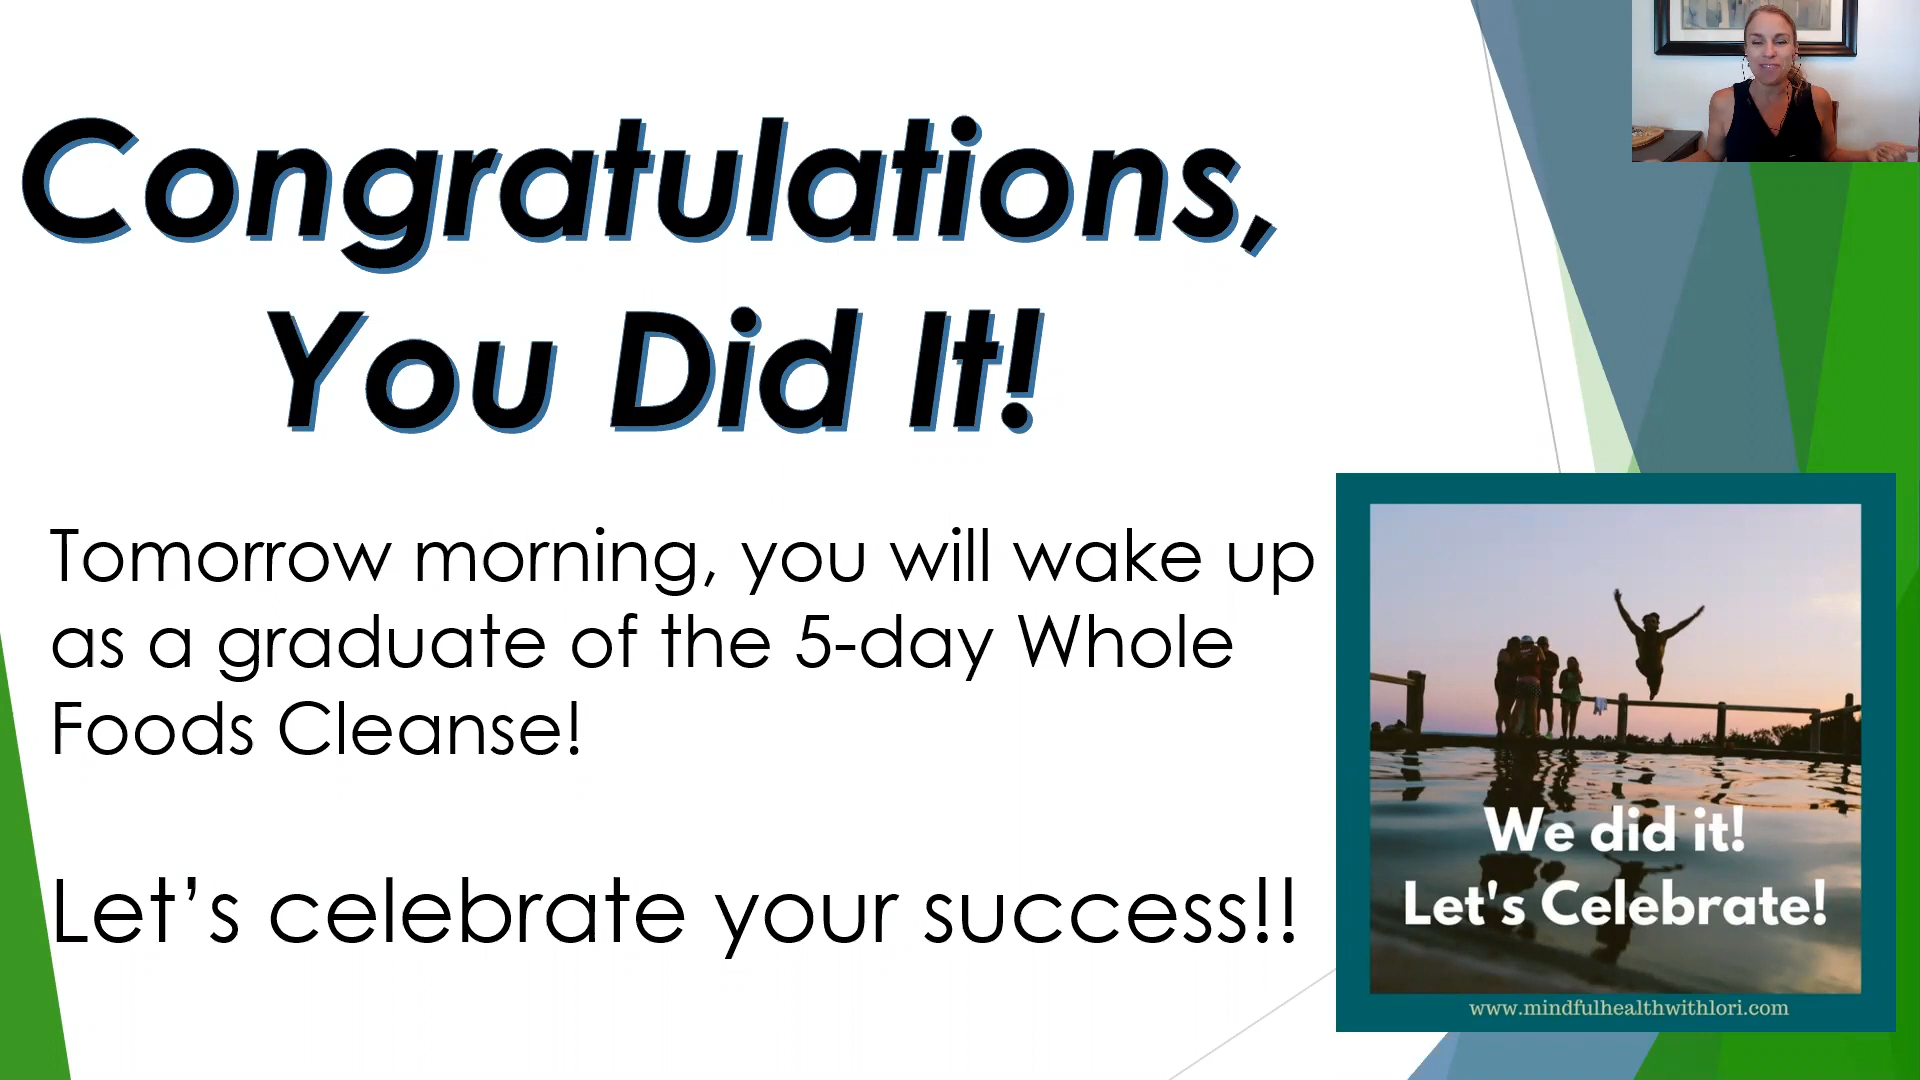 Congratulations,
You Did It!
Tomorrow morning, you will wake up
as a graduate of the 5-day Whole
Foods Cleanse!
Let’s celebrate your success!!
We did it!
Let's Celebrate!
www.mindfulhealthwithlori.com